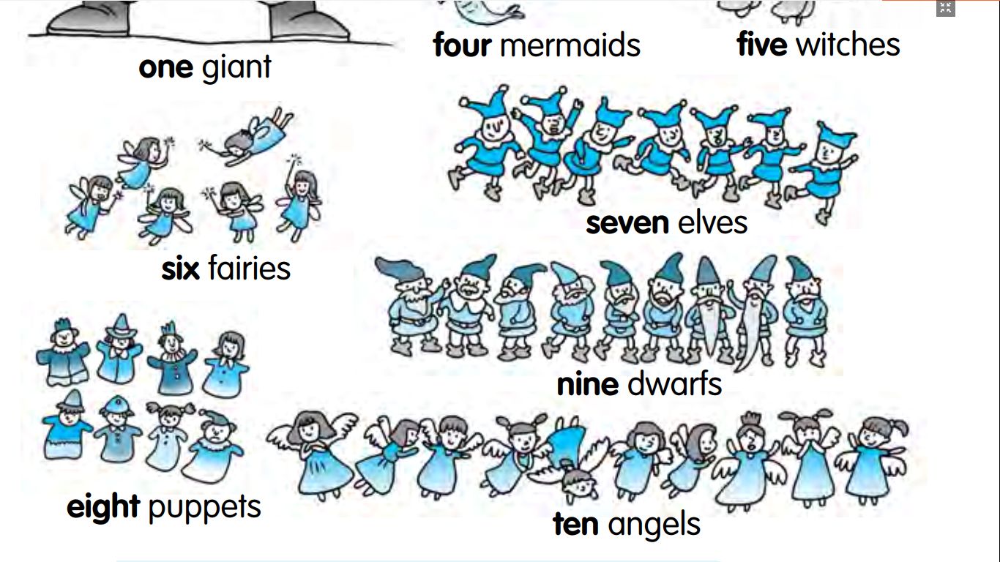 four mermaids
five witches
one giant
seven elves
six fairies
nine dwarfs
eight puppets
ten angels